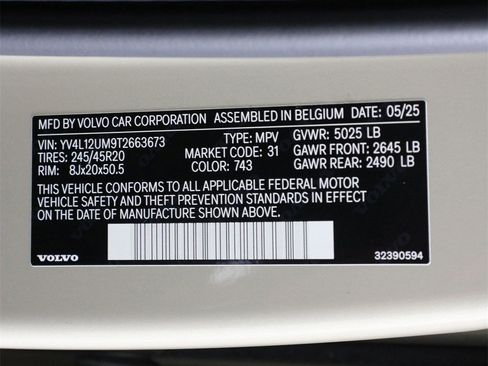 MFD BY VOLVO CAR CORPORATION ASSEMBLED IN BELGIUM DATE: 05/25
VIN: YV4L12UM9T2663673 TYPE: MPV GVWR: 5025 LB
TIRES: 245/45R20 MARKET CODE: 31 GAWR FRONT: 2645 LB
RIM: 8Jx20x50.5 COLOR: 743 GAWR REAR: 2490 LB
THIS VEHICLE CONFORMS TO ALL APPLICABLE FEDERAL MOTOR
VEHICLE SAFETY AND THEFT PREVENTION STANDARDS IN EFFECT
ON THE DATE OF MANUFACTURE SHOWN ABOVE.
VOLVO 32390594